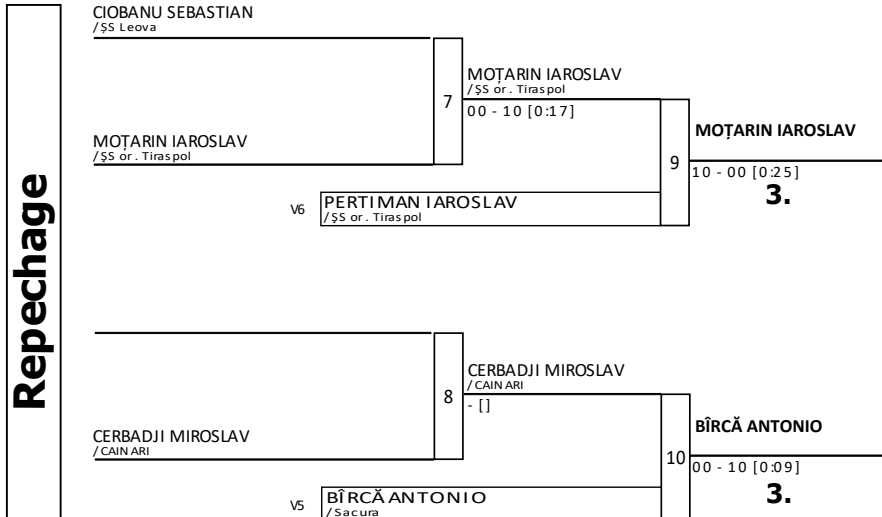 Repechage
CIOBANU SEBASTIAN
/ŞS Leova
MOȚARIN IAROSLAV
/ŞS or. Tiraspol
7
MOȚARIN IAROSLAV
/ŞS or. Tiraspol
00 - 10 [0:17]
V6
PERTIMAN IAROSLAV
/ŞS or. Tiraspol
9
MOȚARIN IAROSLAV
10 - 00 [0:25]
3.
CERBADJI MIROSLAV
/CAINARI
8
CERBADJI MIROSLAV
/CAINARI
- []
V5
BÎRCĂ ANTONIO
/Sacura
10
BÎRCĂ ANTONIO
00 - 10 [0:09]
3.